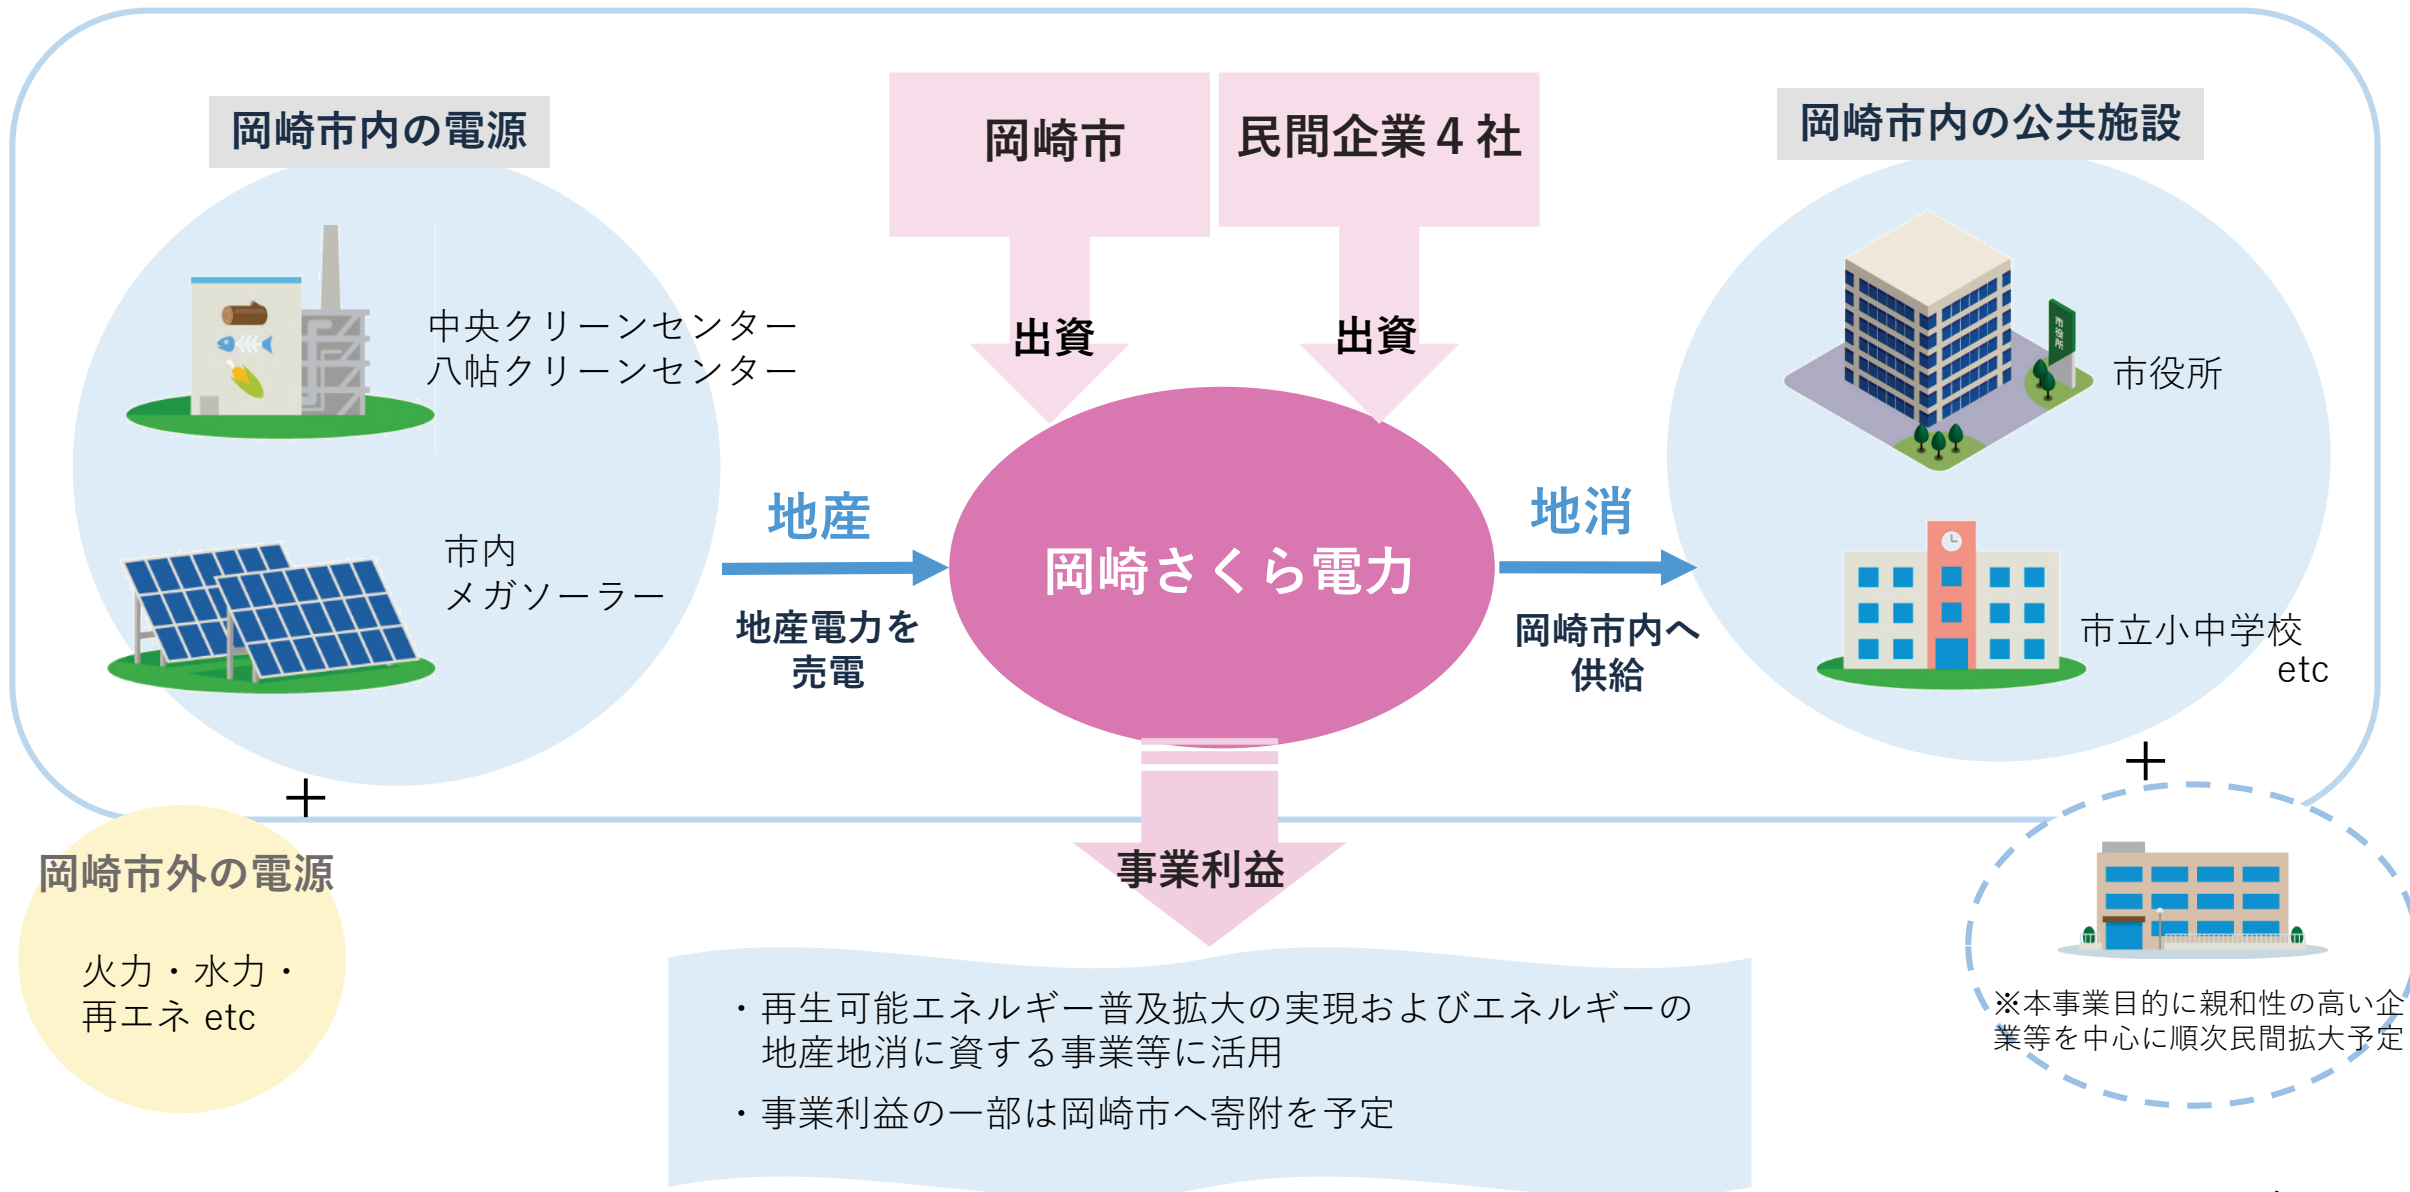 岡崎市内の電源
中央クリーンセンター
八帖クリーンセンター
市内
メガソーラー
＋
岡崎市外の電源
火力・水力・
再エネ etc
岡崎市
出資
民間企業４社
出資
地産
地産電力を
売電
岡崎さくら電力
地消
岡崎市内へ
供給
事業利益
・再生可能エネルギー普及拡大の実現およびエネルギーの
地産地消に資する事業等に活用
・事業利益の一部は岡崎市へ寄附を予定
岡崎市内の公共施設
市役所
市役所
市立小中学校
etc
＋
※本事業目的に親和性の高い企
業等を中心に順次民間拡大予定